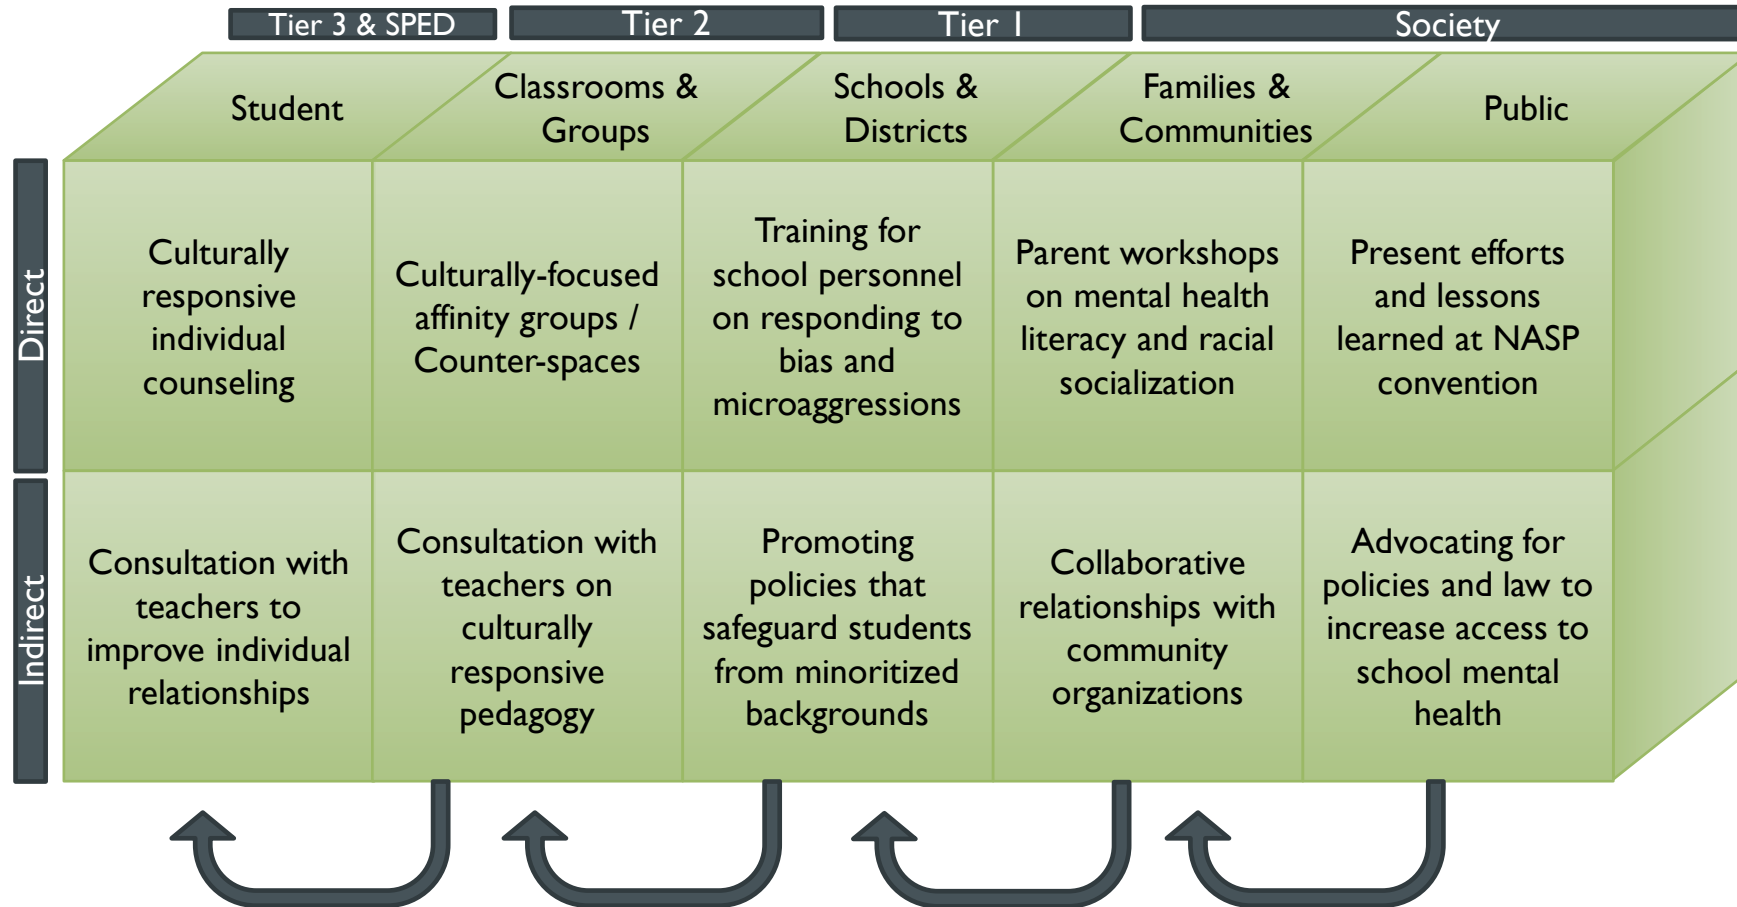 Tier 3 & SPED
Tier 2
Tier 1
Society
Student
Classrooms &
Groups
Schools &
Districts
Families &
Communities
Public
Direct
Culturally
responsive
individual
counseling
Culturally-focused
affinity groups /
Counter-spaces
Training for
school personnel
on responding to
bias and
microaggressions
Parent workshops
on mental health
literacy and racial
socialization
Present efforts
and lessons
learned at NASP
convention
Indirect
Consultation with
teachers to
improve individual
relationships
Consultation with
teachers on
culturally
responsive
pedagogy
Promoting
policies that
safeguard students
from minoritized
backgrounds
Collaborative
relationships with
community
organizations
Advocating for
policies and law to
increase access to
school mental
health